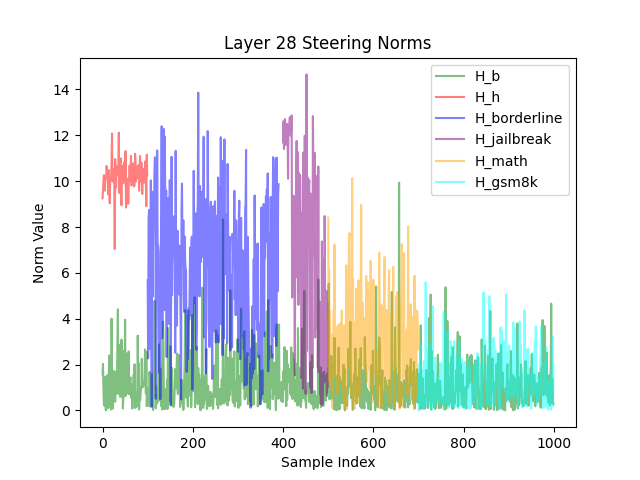 Layer 28 Steering Norms
H_b
H_h
H_borderline
H_jailbreak
H_math
H_gsm8k
Norm Value
14
12
10
8
6
4
2
0
0
200
400
600
800
1000
Sample Index